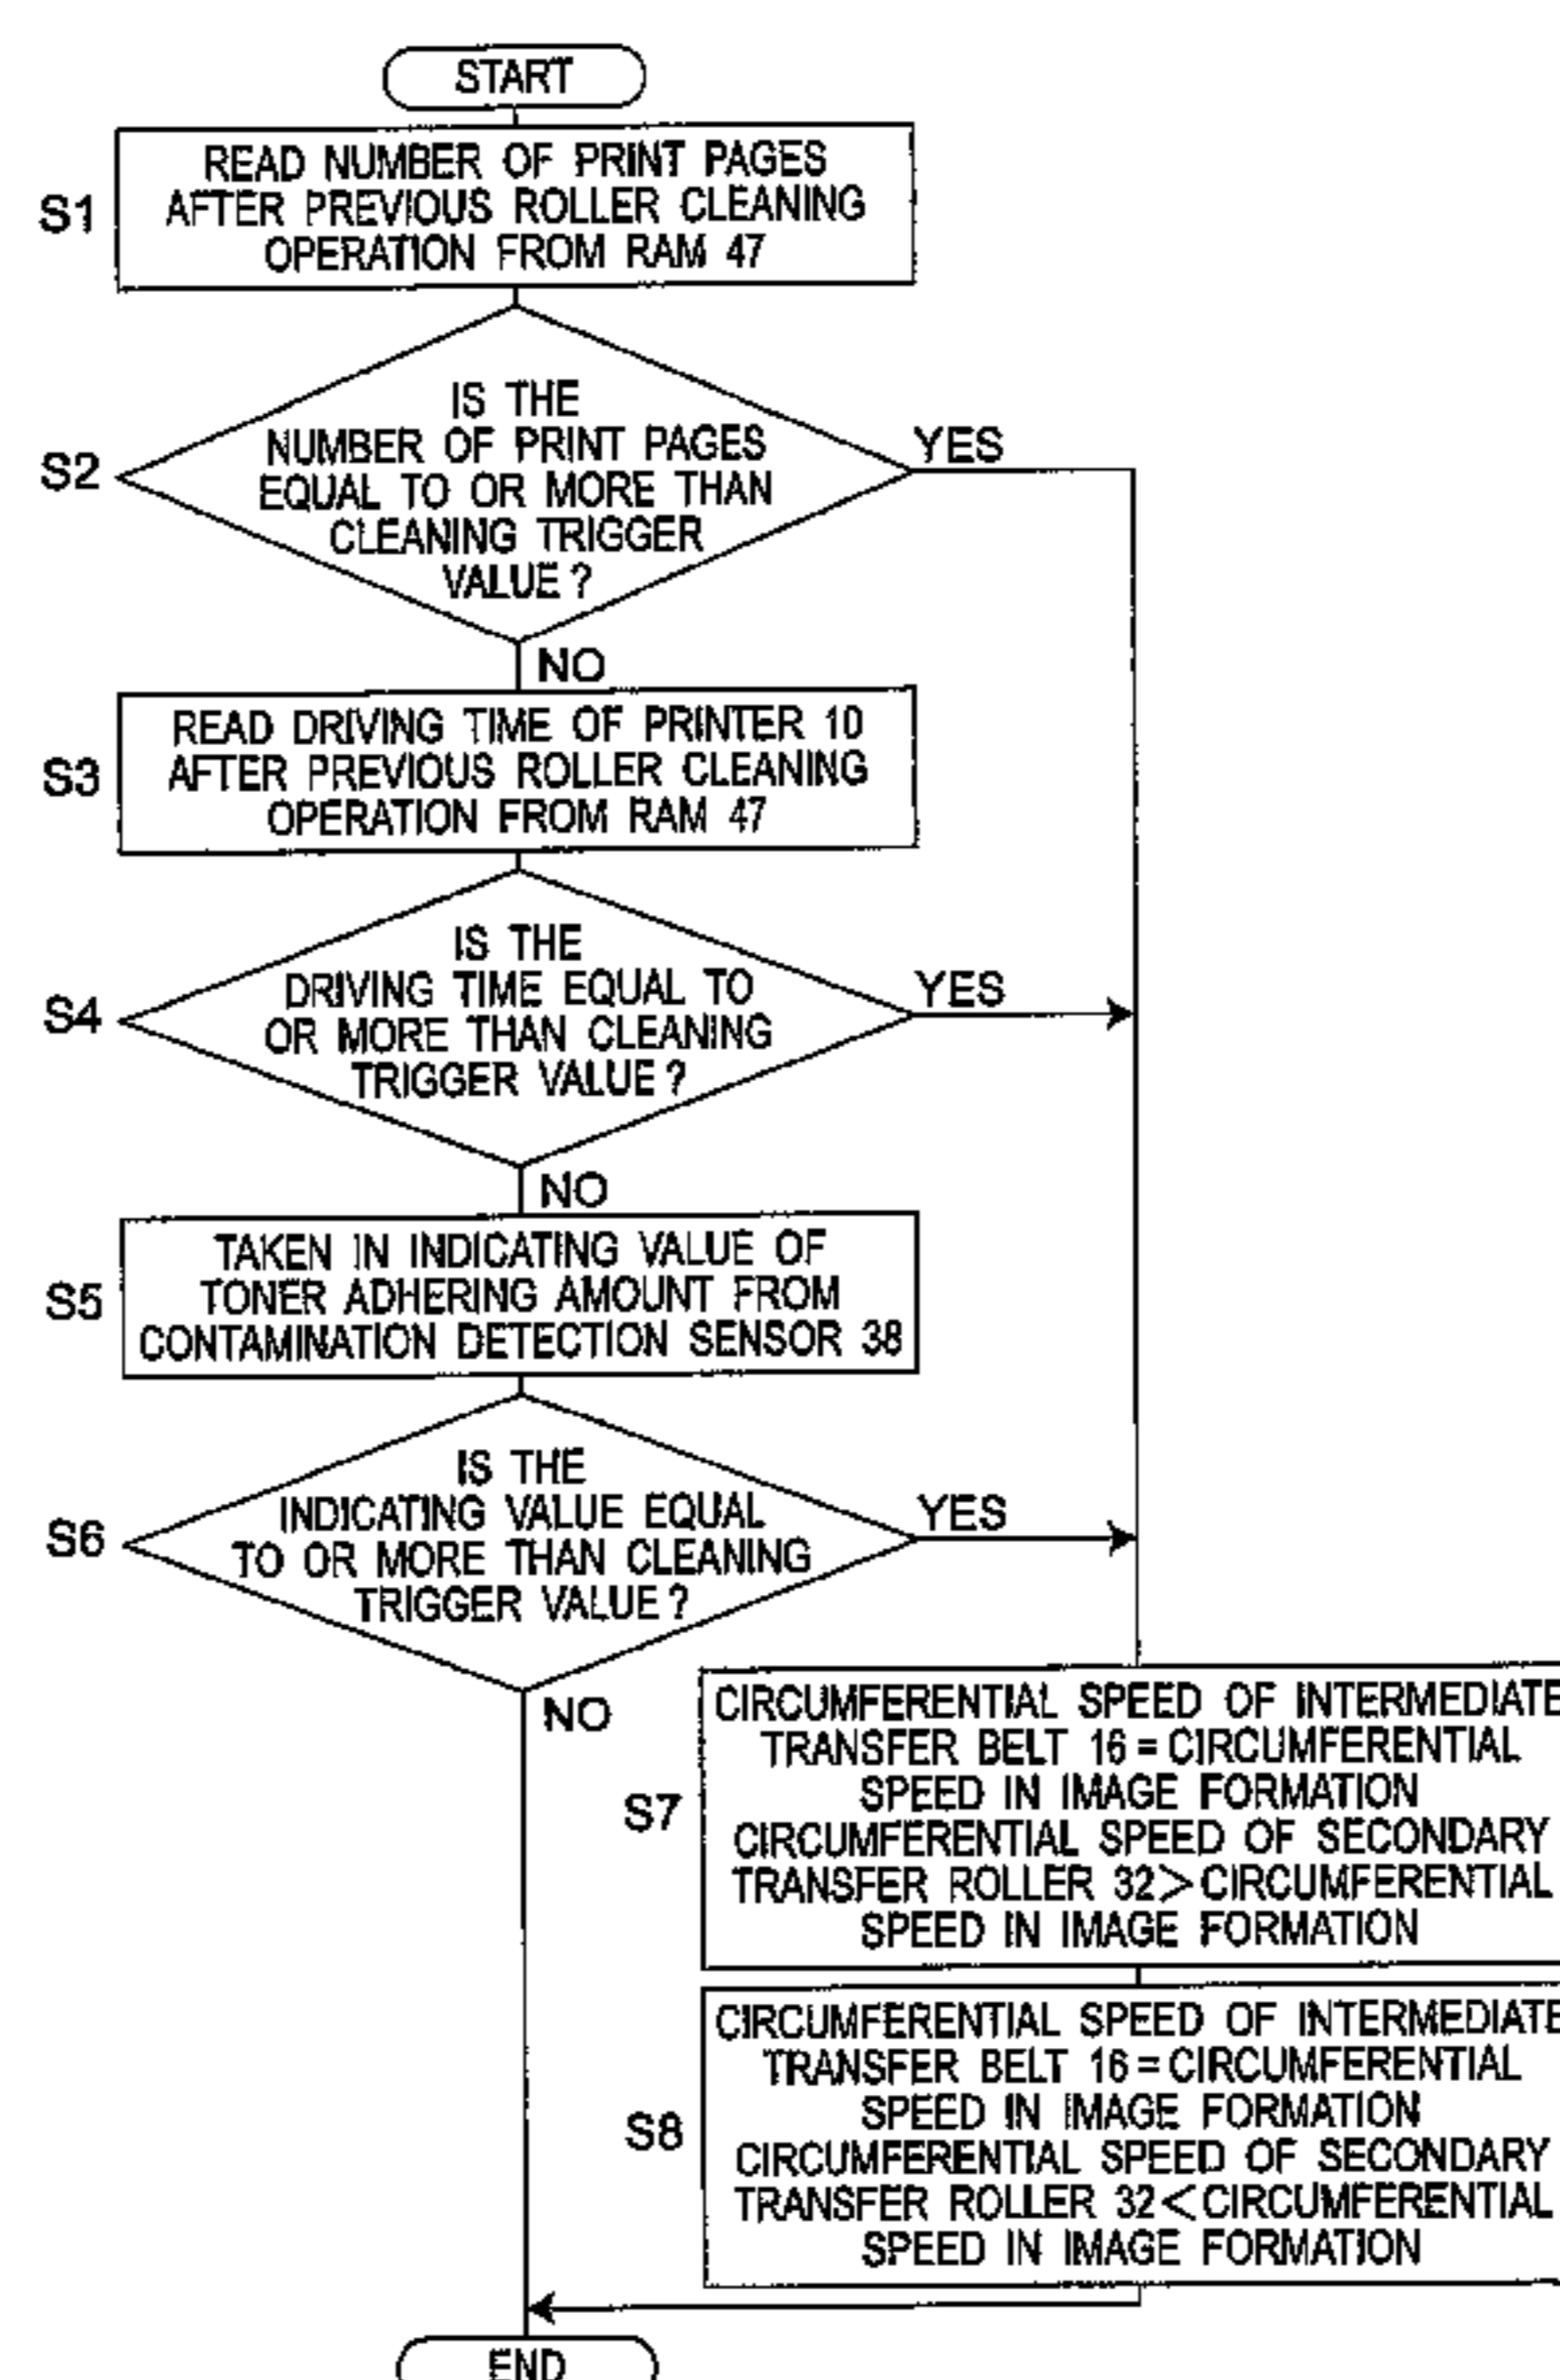 START
S1
READ NUMBER OF PRINT PAGES
AFTER PREVIOUS ROLLER CLEANING
OPERATION FROM RAM 47
S2
IS THE
NUMBER OF PRINT PAGES
EQUAL TO OR MORE THAN
CLEANING TRIGGER
VALUE?
YES
NO
S3
READ DRIVING TIME OF PRINTER 10
AFTER PREVIOUS ROLLER CLEANING
OPERATION FROM RAM 47
S4
IS THE
DRIVING TIME EQUAL TO
OR MORE THAN CLEANING
TRIGGER VALUE?
YES
NO
S5
TAKEN IN INDICATING VALUE OF
TONER ADHERING AMOUNT FROM
CONTAMINATION DETECTION SENSOR 38
S6
IS THE
INDICATING VALUE EQUAL
TO OR MORE THAN CLEANING
TRIGGER VALUE?
YES
NO
S7
CIRCUMFERENTIAL SPEED OF INTERMEDIATE
TRANSFER BELT 16=CIRCUMFERENTIAL
SPEED IN IMAGE FORMATION
CIRCUMFERENTIAL SPEED OF SECONDARY
TRANSFER ROLLER 32>CIRCUMFERENTIAL
SPEED IN IMAGE FORMATION
S8
CIRCUMFERENTIAL SPEED OF INTERMEDIATE
TRANSFER BELT 16=CIRCUMFERENTIAL
SPEED IN IMAGE FORMATION
CIRCUMFERENTIAL SPEED OF SECONDARY
TRANSFER ROLLER 32<CIRCUMFERENTIAL
SPEED IN IMAGE FORMATION
END